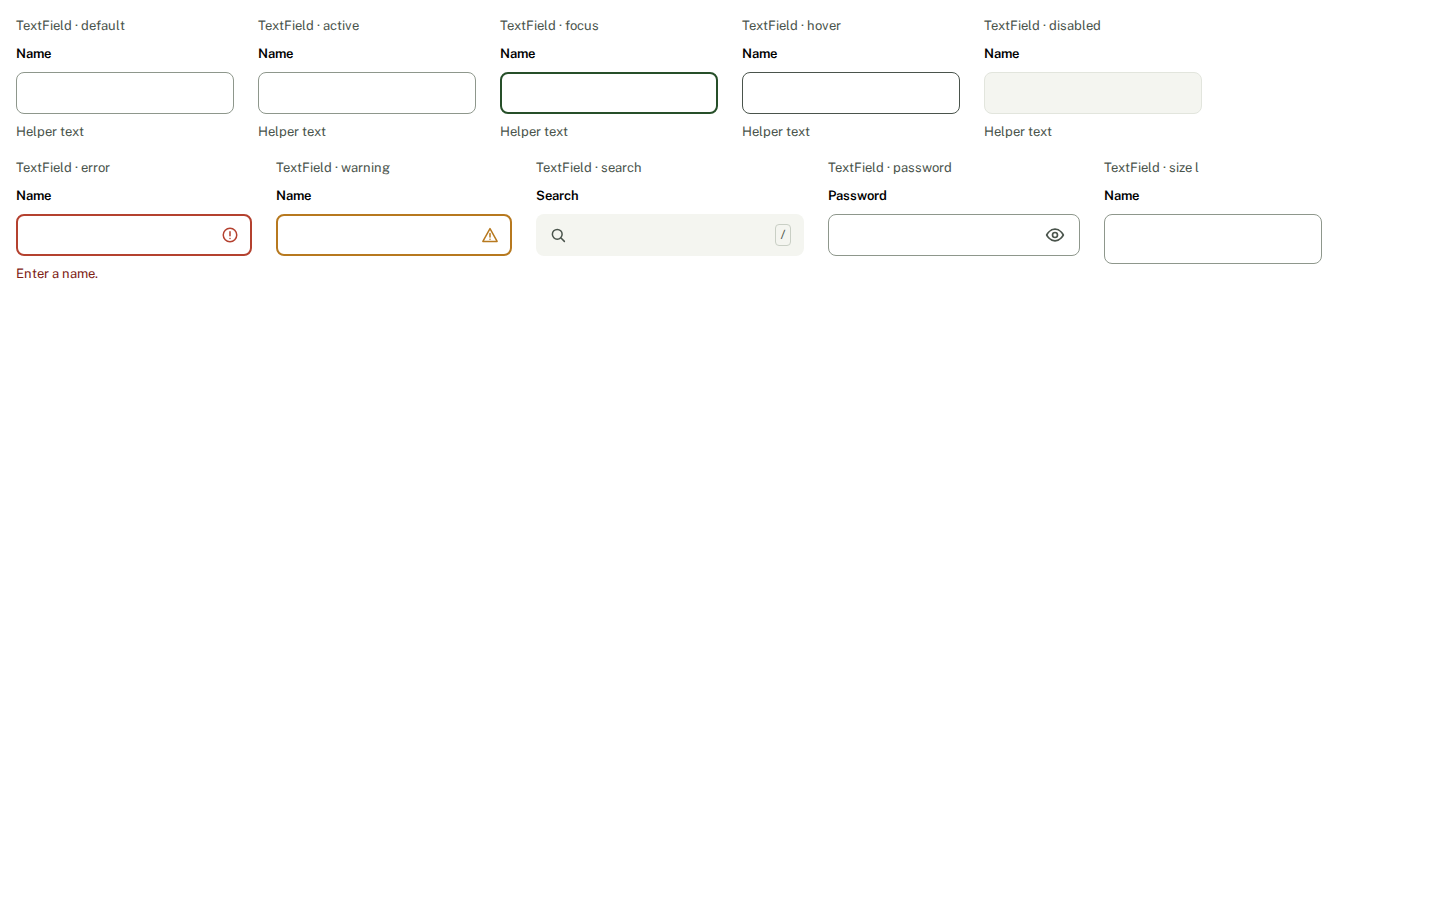 TextField · default
Name
Helper text
TextField · active
Name
Helper text
TextField · focus
Name
Helper text
TextField · hover
Name
Helper text
TextField · disabled
Name
Helper text
TextField · error
Name
Enter a name.
TextField · warning
Name
TextField · search
Search
/
TextField · password
Password
TextField · size l
Name